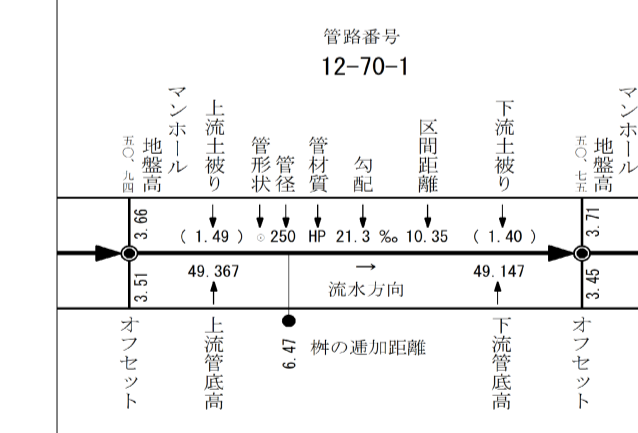 管路番号
12-70-1
マンホール
地盤高
五〇、九四
上流土被り
管形状
管径
管材質
勾配
区間距離
下流土被り
マンホール
地盤高
五〇、七五
3.66
( 1.49 ) 250 HP 21.3 ‰ 10.35 ( 1.40 )
3.71
3.51
49.367
→
流水方向
49.147
3.45
オフセット
上流管底高
6.47
桝の逓加距離
下流管底高
オフセット